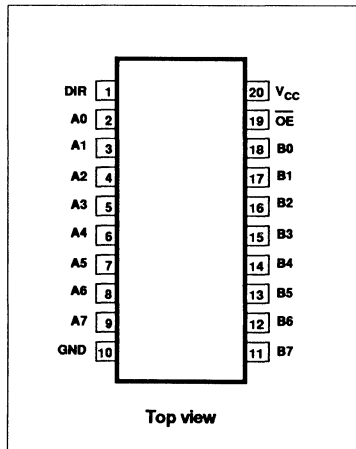 DIR 1 20 VCC
A0 2 19 OE
A1 3 18 B0
A2 4 17 B1
A3 5 16 B2
A4 6 15 B3
A5 7 14 B4
A6 8 13 B5
A7 9 12 B6
GND 10 11 B7
Top view